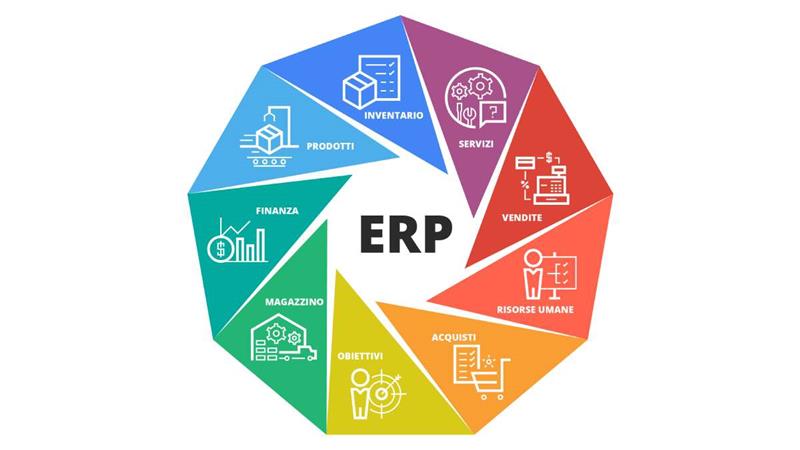 INVENTARIO
SERVIZI
PRODOTTI
VENDITE
FINANZA
ERP
MAGAZZINO
RISORSE UMANE
ACQUISTI
OBIETTIVI